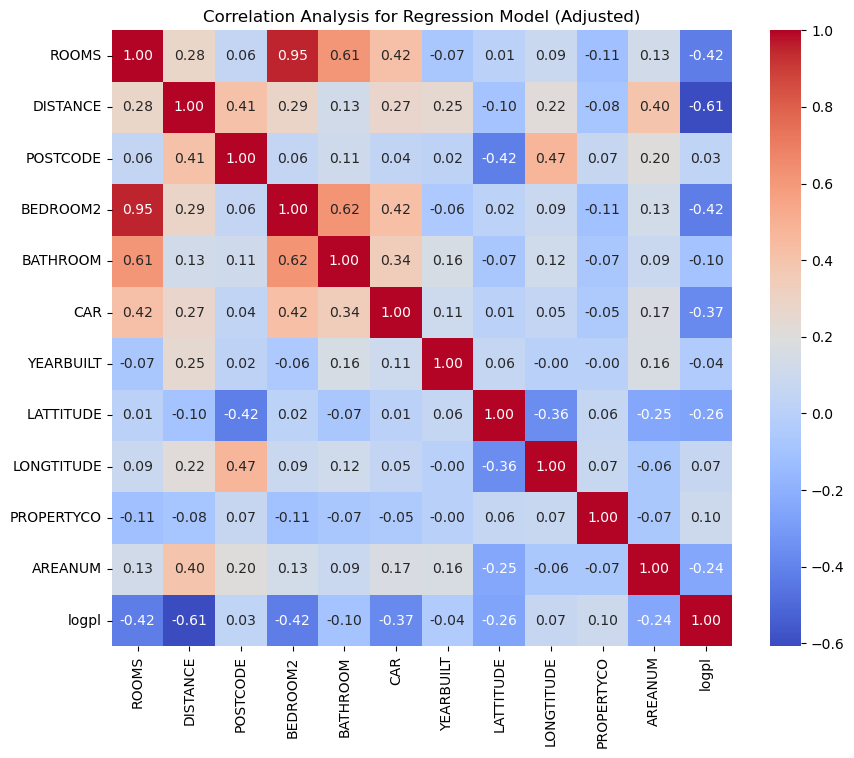 Correlation Analysis for Regression Model (Adjusted)
ROOMS 1.00 0.28 0.06 0.95 0.61 0.42 -0.07 0.01 0.09 -0.11 0.13 -0.42
DISTANCE 0.28 1.00 0.41 0.29 0.13 0.27 0.25 -0.10 0.22 -0.08 0.40 -0.61
POSTCODE 0.06 0.41 1.00 0.06 0.11 0.04 0.02 -0.42 0.47 0.07 0.20 0.03
BEDROOM2 0.95 0.29 0.06 1.00 0.62 0.42 -0.06 0.02 0.09 -0.11 0.13 -0.42
BATHROOM 0.61 0.13 0.11 0.62 1.00 0.34 0.16 -0.07 0.12 -0.07 0.09 -0.10
CAR 0.42 0.27 0.04 0.42 0.34 1.00 0.11 0.01 0.05 -0.05 0.17 -0.37
YEARBUILT -0.07 0.25 0.02 -0.06 0.16 0.11 1.00 0.06 -0.00 -0.00 0.16 -0.04
LATTITUDE 0.01 -0.10 -0.42 0.02 -0.07 0.01 0.06 1.00 -0.36 0.06 -0.25 -0.26
LONGTITUDE 0.09 0.22 0.47 0.09 0.12 0.05 -0.00 -0.36 1.00 0.07 -0.06 0.07
PROPERTYCO -0.11 -0.08 0.07 -0.11 -0.07 -0.05 -0.00 0.06 0.07 1.00 -0.07 0.10
AREANUM 0.13 0.40 0.20 0.13 0.09 0.17 0.16 -0.25 -0.06 -0.07 1.00 -0.24
logpl -0.42 -0.61 0.03 -0.42 -0.10 -0.37 -0.04 -0.26 0.07 0.10 -0.24 1.00
ROOMS DISTANCE POSTCODE BEDROOM2 BATHROOM CAR YEARBUILT LATTITUDE LONGTITUDE PROPERTYCO AREANUM logpl
1.0
0.8
0.6
0.4
0.2
0.0
−0.2
−0.4
−0.6